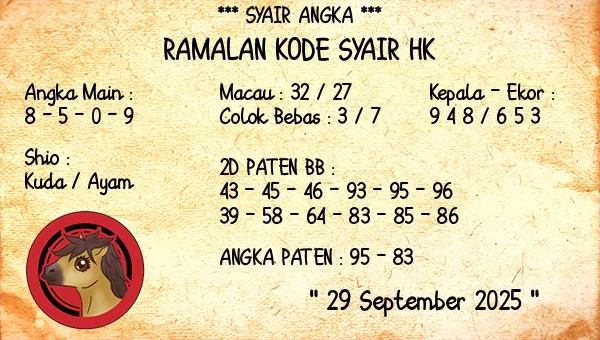 *** SYAIR ANGKA ***
RAMALAN KODE SYAIR HK
Angka Main :
8 - 5 - 0 - 9
Shio :
Kuda / Ayam
Macau : 32 / 27
Colok Bebas : 3 / 7
Kepala - Ekor :
9 4 8 / 6 5 3
2D PATEN BB :
43 - 45 - 46 - 93 - 95 - 96
39 - 58 - 64 - 83 - 85 - 86
ANGKA PATEN : 95 - 83
" 29 September 2025 "